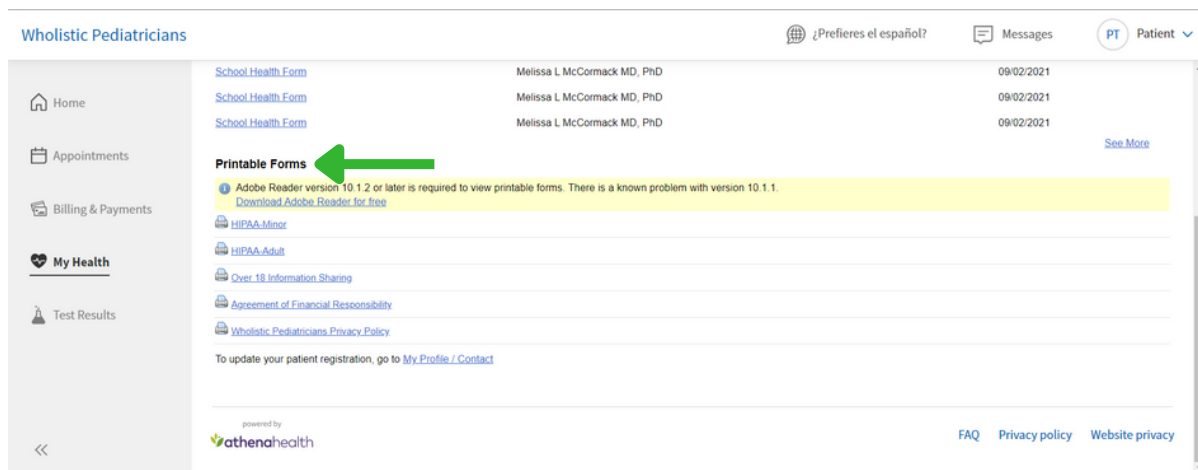 Wholistic Pediatricians
¿Prefieres el español?
Messages
PT
Patient
Home
Appointments
Billing & Payments
My Health
Test Results
School Health Form Melissa L McCormack MD, PhD 09/02/2021
School Health Form Melissa L McCormack MD, PhD 09/02/2021
School Health Form Melissa L McCormack MD, PhD 09/02/2021
See More
Printable Forms
Adobe Reader version 10.1.2 or later is required to view printable forms. There is a known problem with version 10.1.1.
Download Adobe Reader for free
HIPAA-Minor
HIPAA-Adult
Over 18 Information Sharing
Agreement of Financial Responsibility
Wholistic Pediatricians Privacy Policy
To update your patient registration, go to My Profile / Contact
powered by
athenahealth
FAQ Privacy policy Website privacy